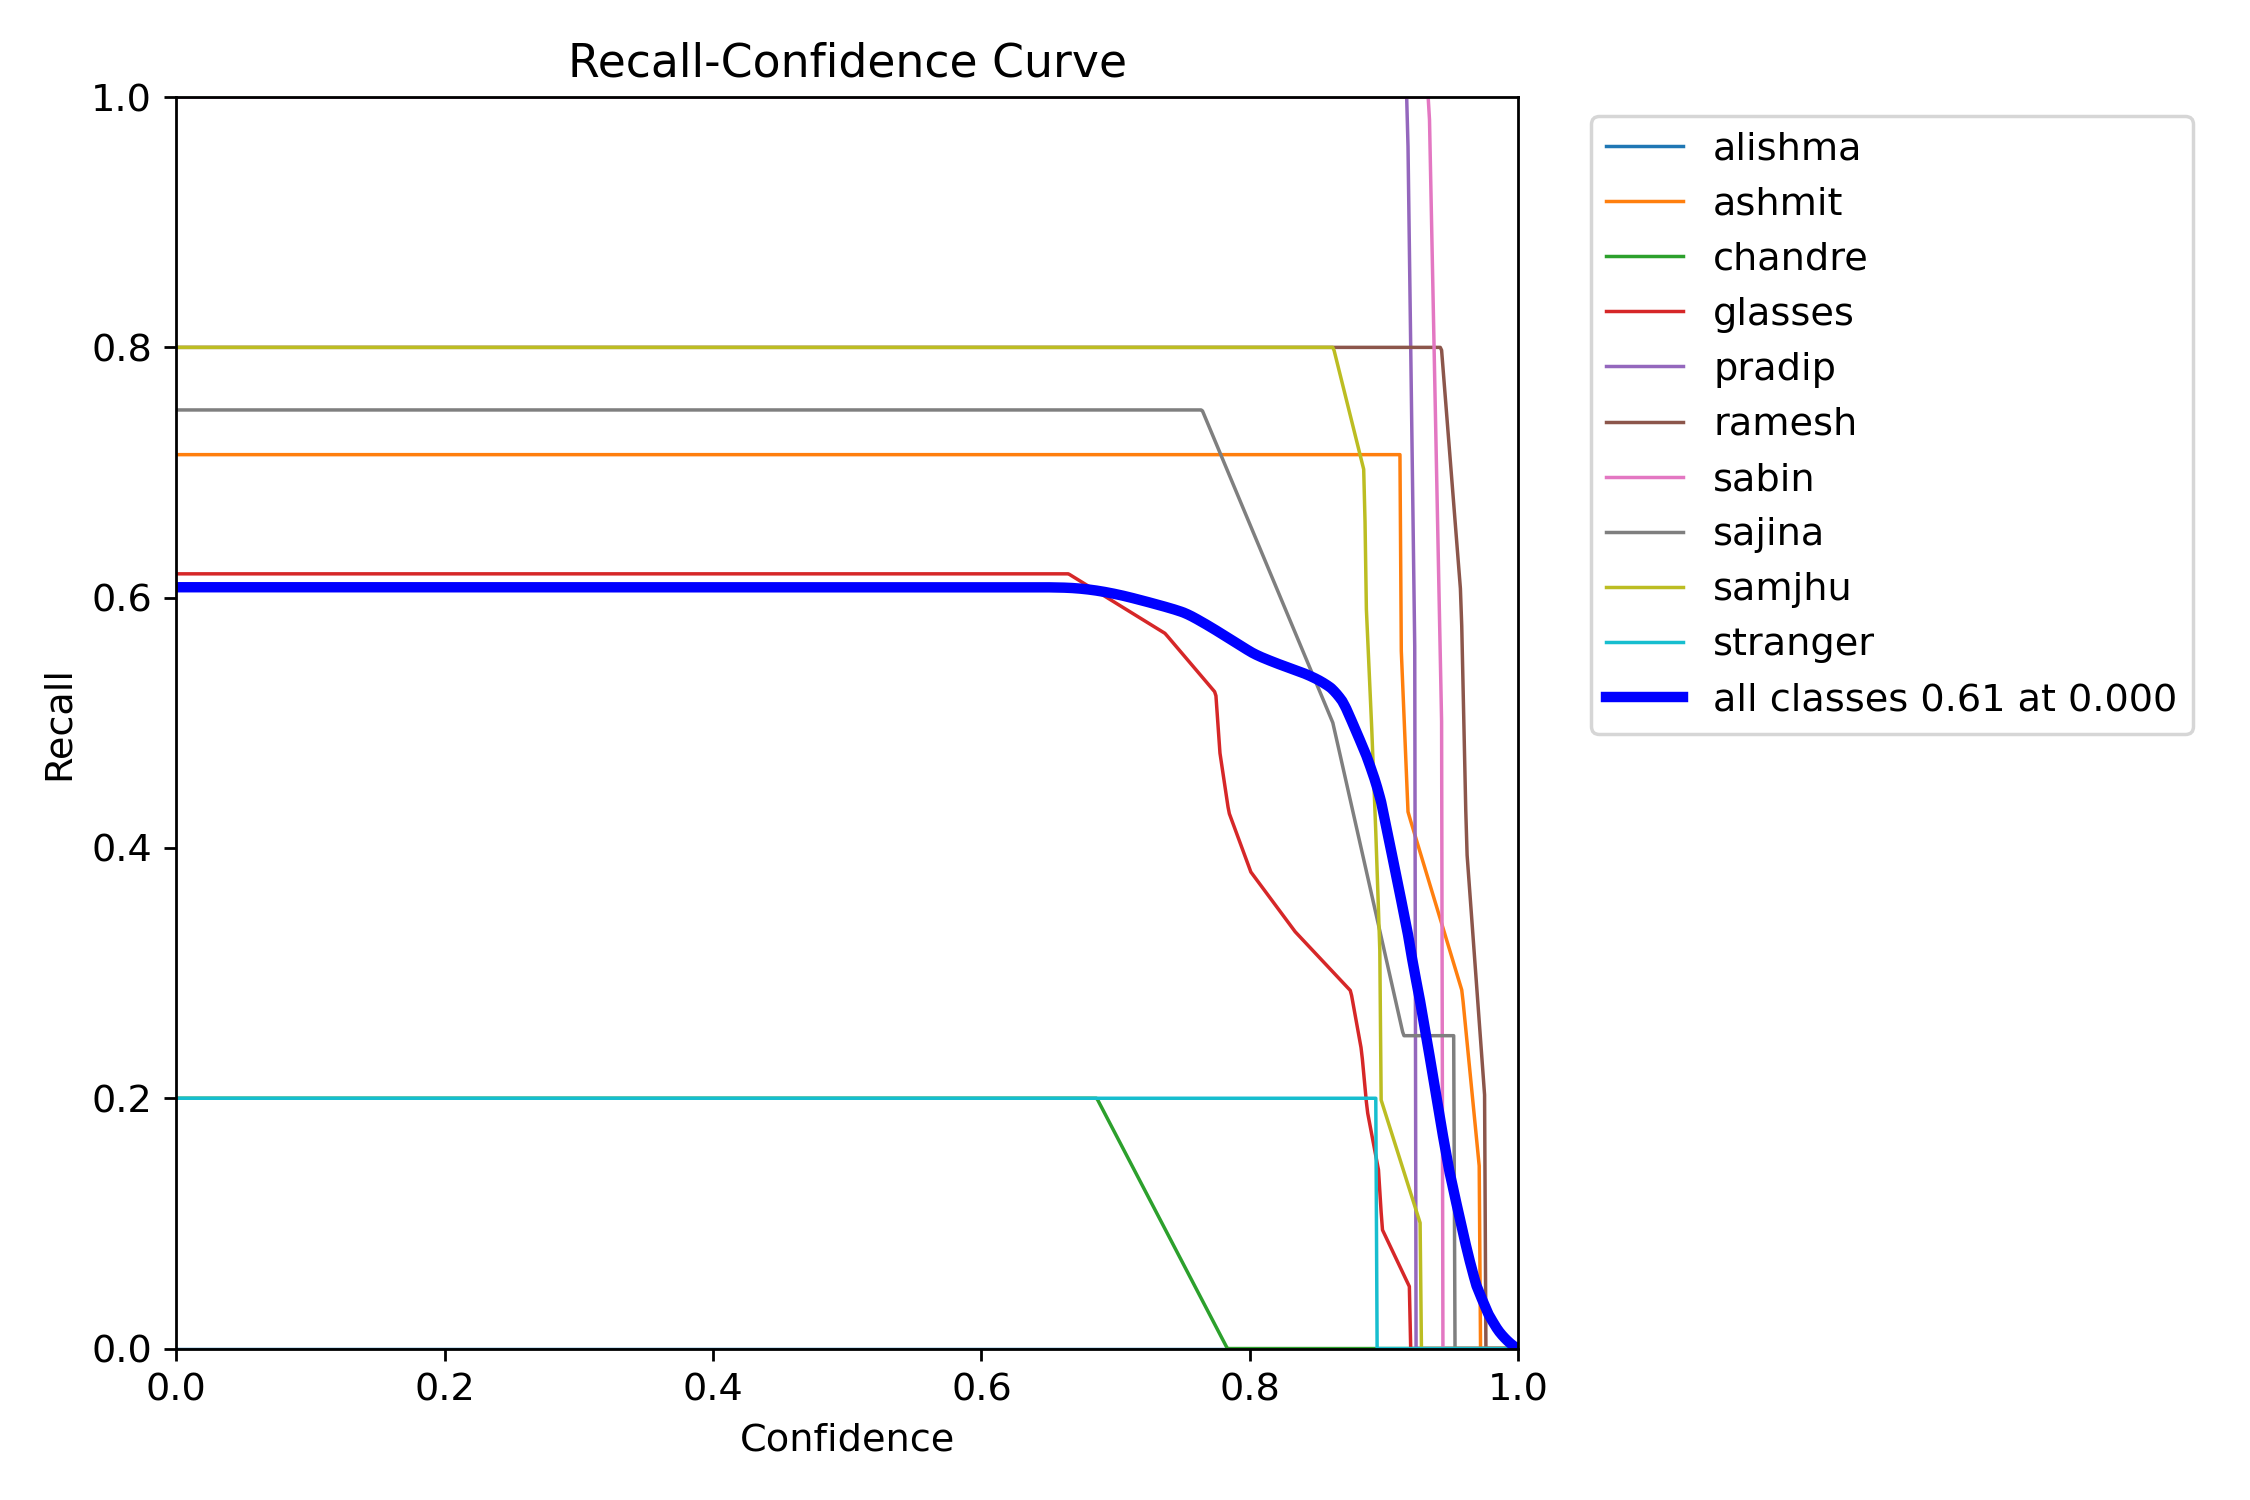 Recall-Confidence Curve
1.0
0.8
0.6
0.4
0.2
0.0
Recall
0.0 0.2 0.4 0.6 0.8 1.0
Confidence
alishma
ashmit
chandre
glasses
pradip
ramesh
sabin
sajina
samjhu
stranger
all classes 0.61 at 0.000